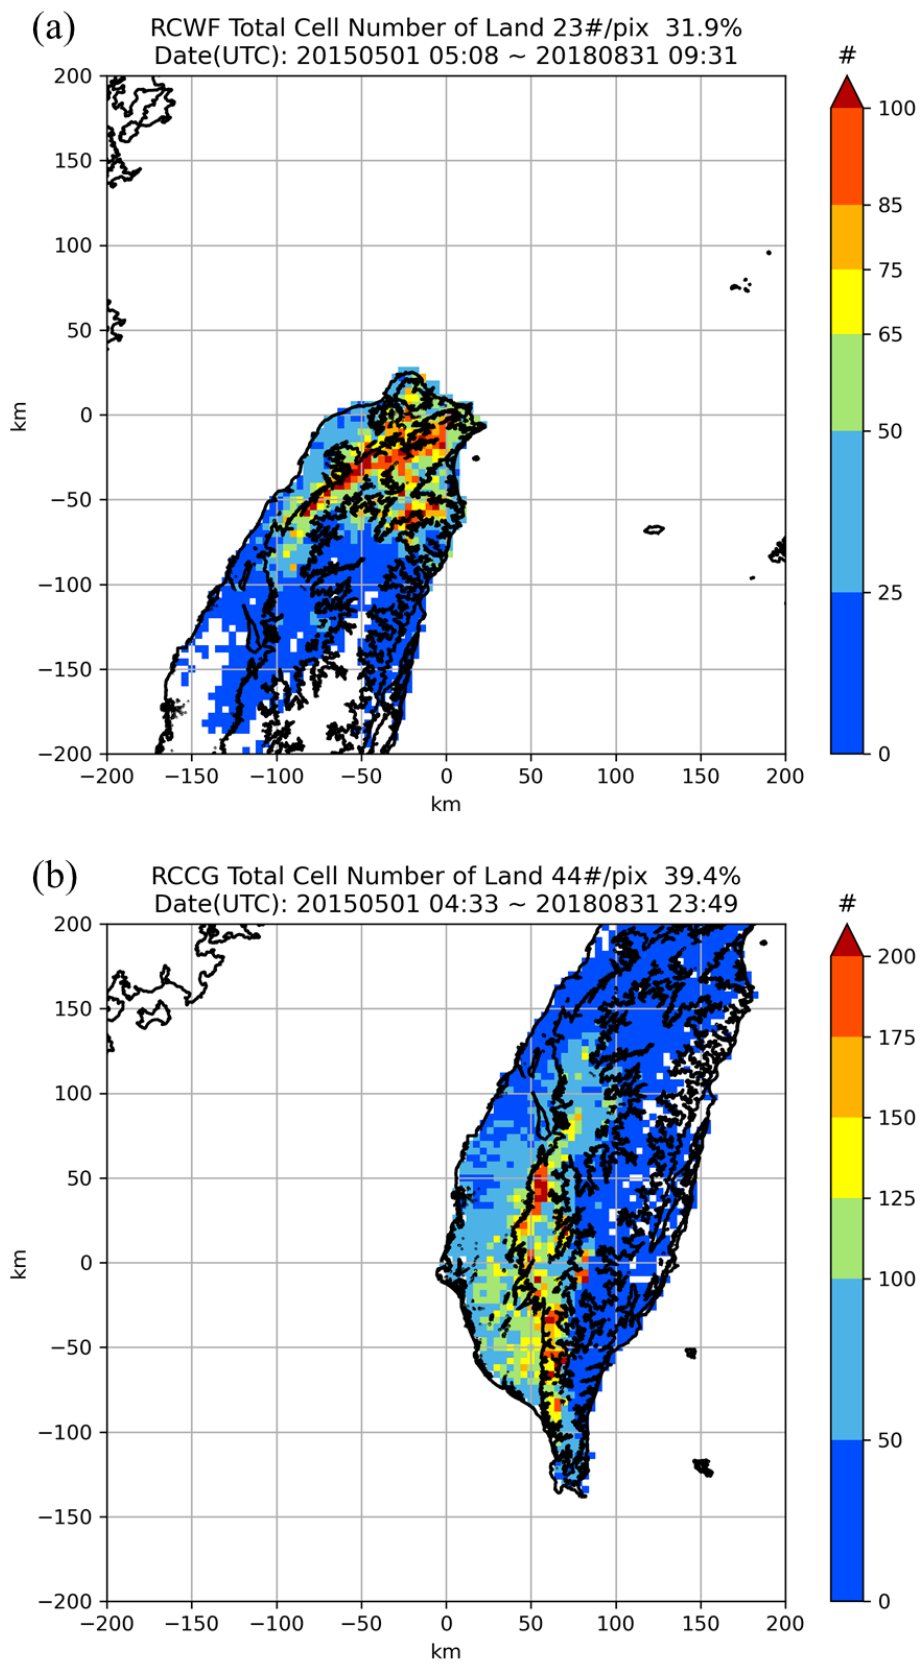 (a)
RCWF Total Cell Number of Land 23#/pix 31.9%
Date(UTC): 20150501 05:08 ~ 20180831 09:31
#
200
150
100
50
0
−50
−100
−150
−200
km
−200 −150 −100 −50 0 50 100 150 200
km
100
85
75
65
50
25
0
(b)
RCCG Total Cell Number of Land 44#/pix 39.4%
Date(UTC): 20150501 04:33 ~ 20180831 23:49
#
200
150
100
50
0
−50
−100
−150
−200
km
−200 −150 −100 −50 0 50 100 150 200
km
200
175
150
125
100
50
0